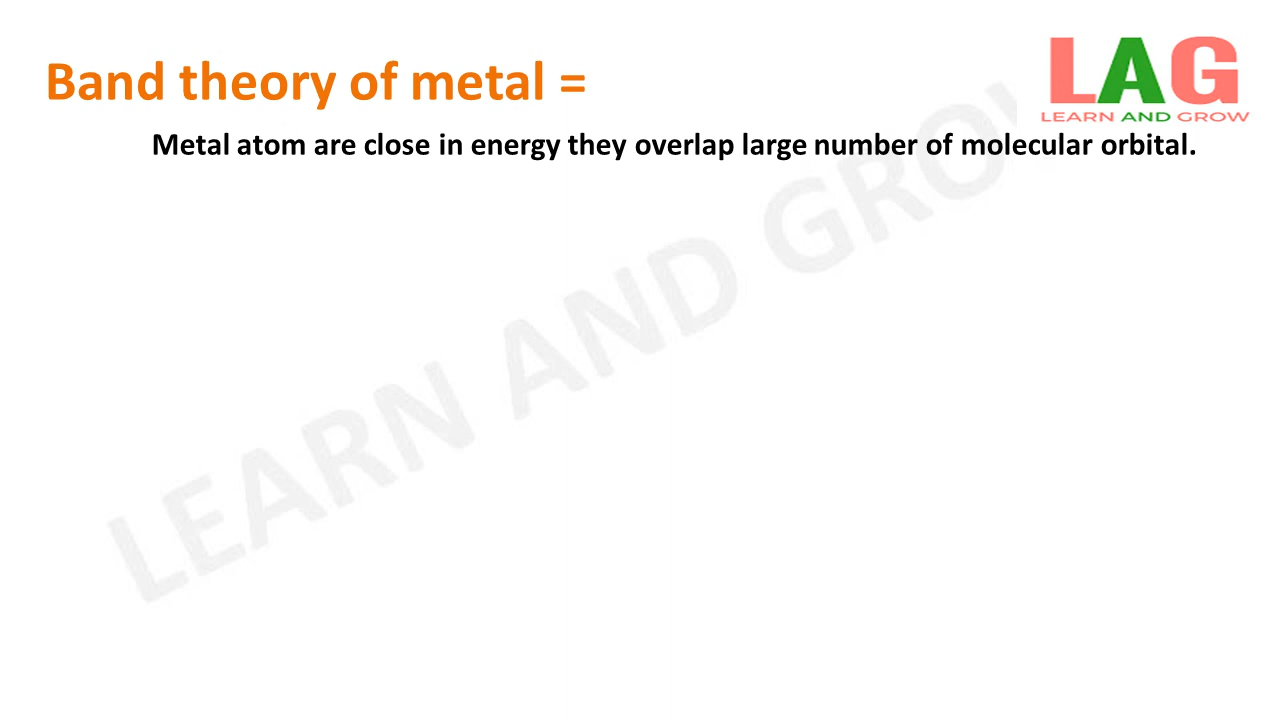 Band theory of metal =
LAG
LEARN AND GROW
Metal atom are close in energy they overlap large number of molecular orbital.
LEARN AND GROW